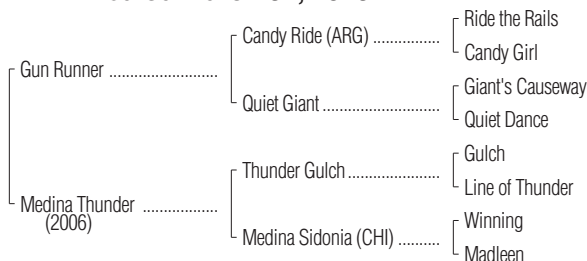 Ride the Rails
Candy Ride (ARG) ................
Candy Girl
Gun Runner ..........................
Giant's Causeway
Quiet Giant ............................
Quiet Dance
Gulch
Thunder Gulch ......................
Line of Thunder
Medina Thunder ..................
(2006)
Winning
Medina Sidonia (CHI) ..........
Madleen